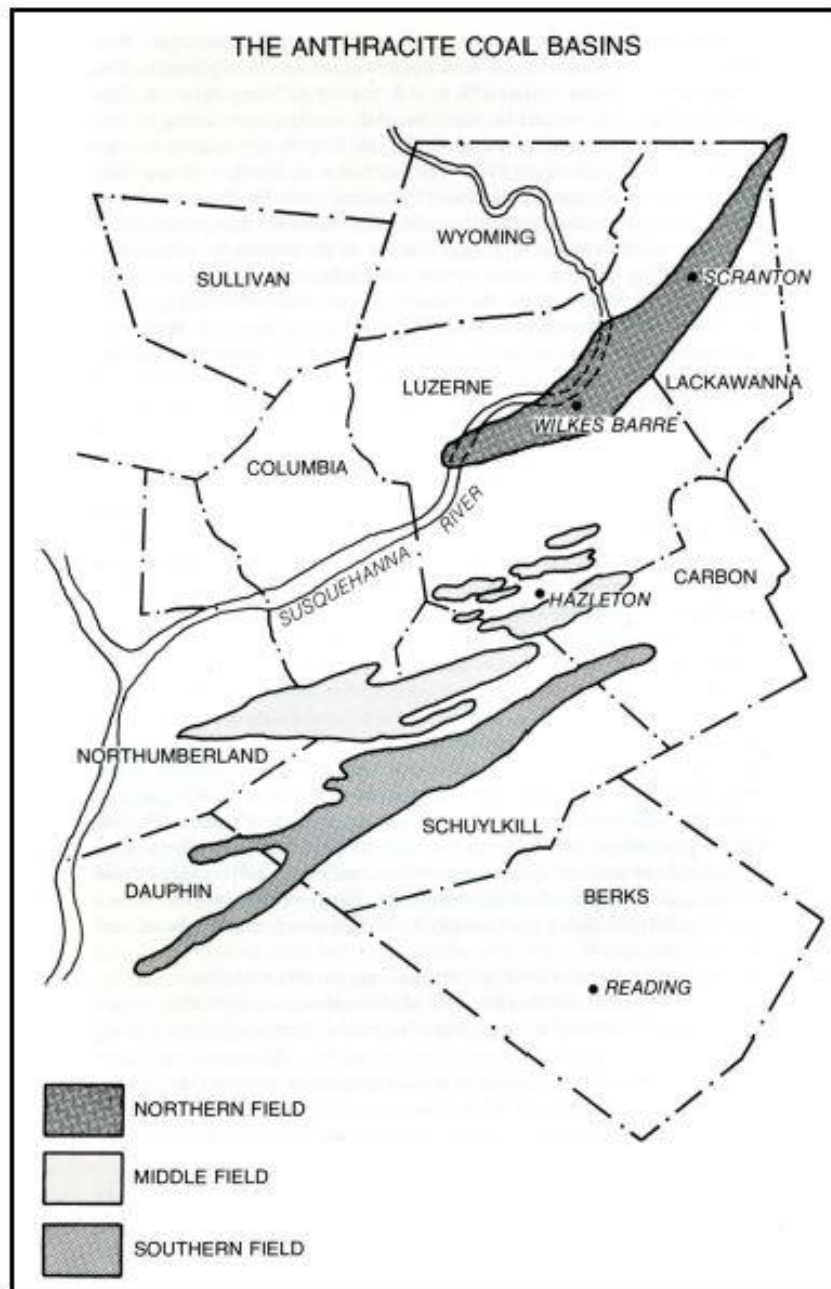 THE ANTHRACITE COAL BASINS
WYOMING
SULLIVAN
SCRANTON
LUZERNE
LACKAWANNA
WILKES BARRE
COLUMBIA
SUSQUEHANNA RIVER
CARBON
HAZLETON
NORTHUMBERLAND
SCHUYLKILL
DAUPHIN
BERKS
READING
NORTHERN FIELD
MIDDLE FIELD
SOUTHERN FIELD